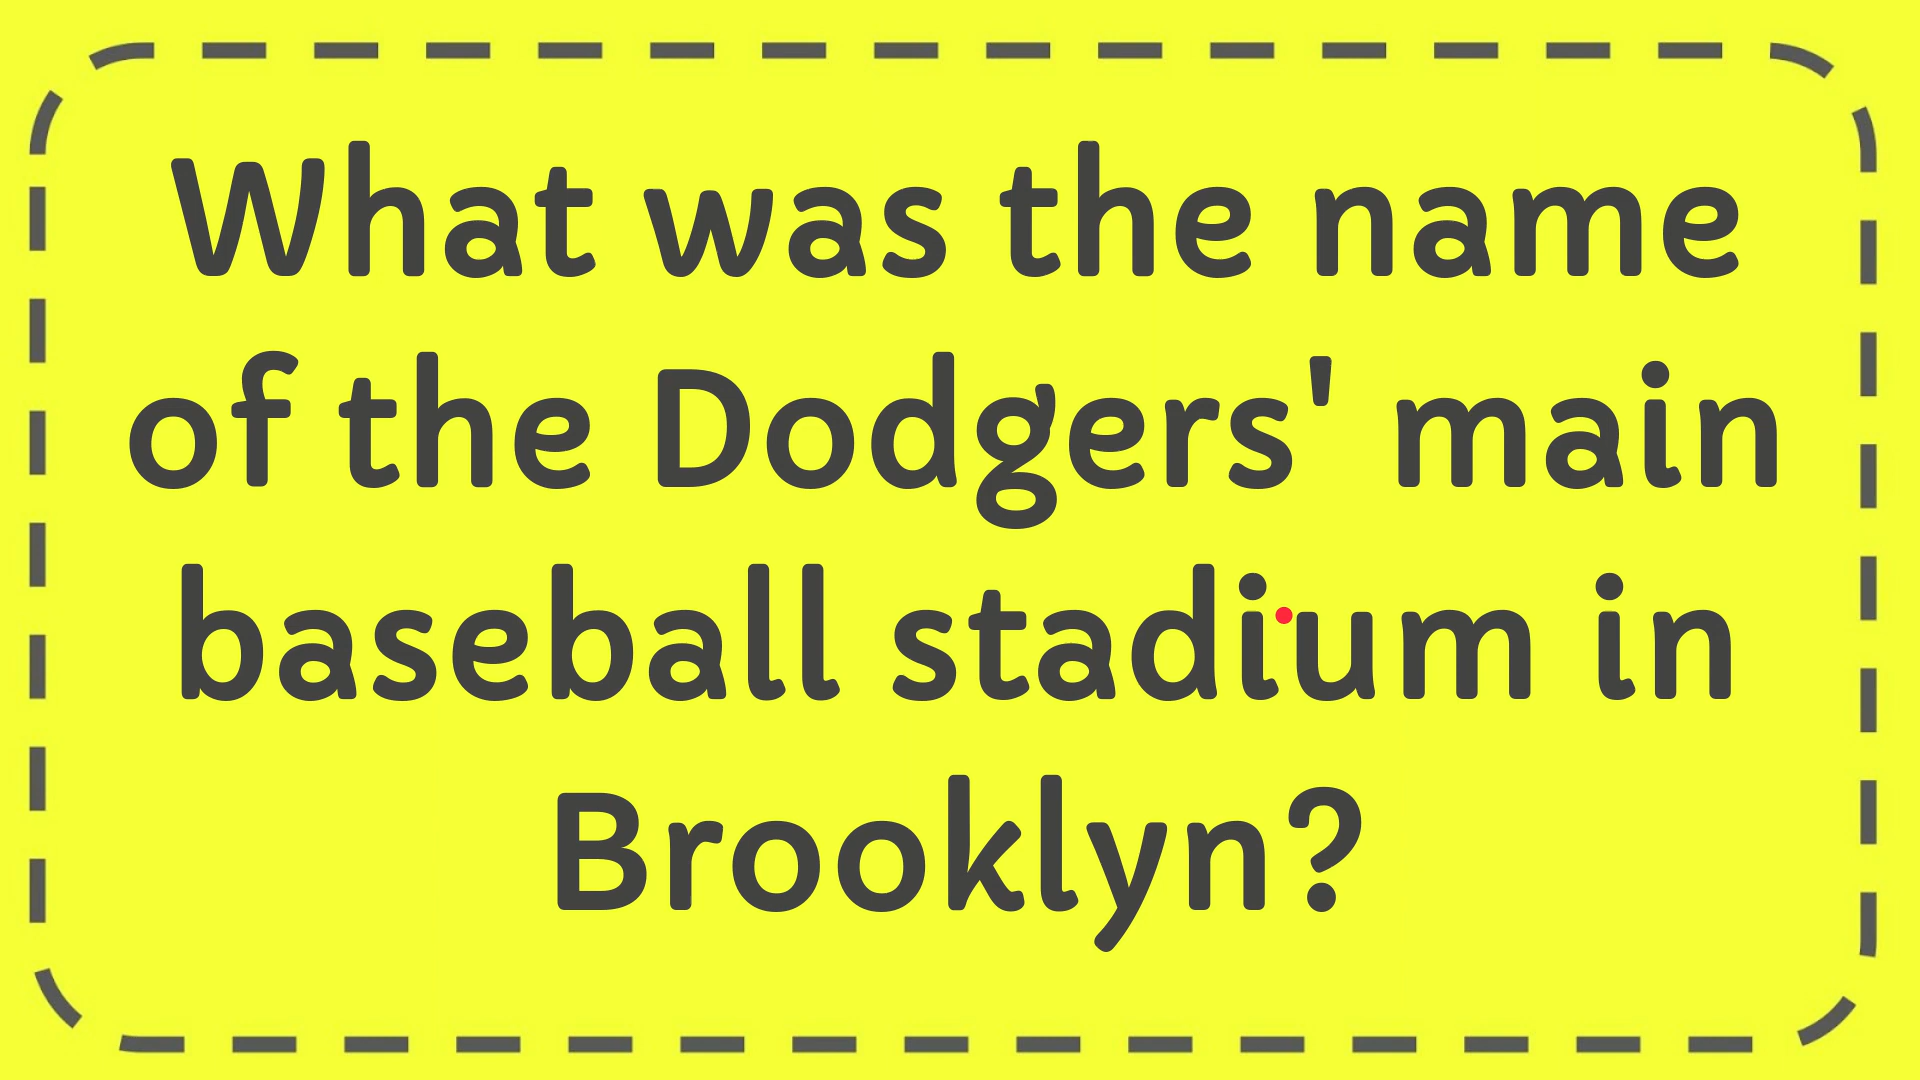 What was the name
of the Dodgers' main
baseball stadium in
Brooklyn?